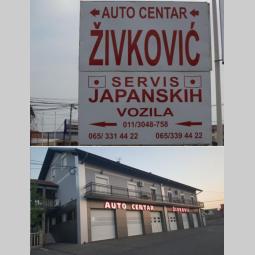 AUTO CENTAR
ŽIVKOVIĆ
SERVIS
JAPANSKIH
VOZILA
011/3048-758
065/331 44 22 065/339 44 22
AUTO CENTAR ŽIVKOVIĆ